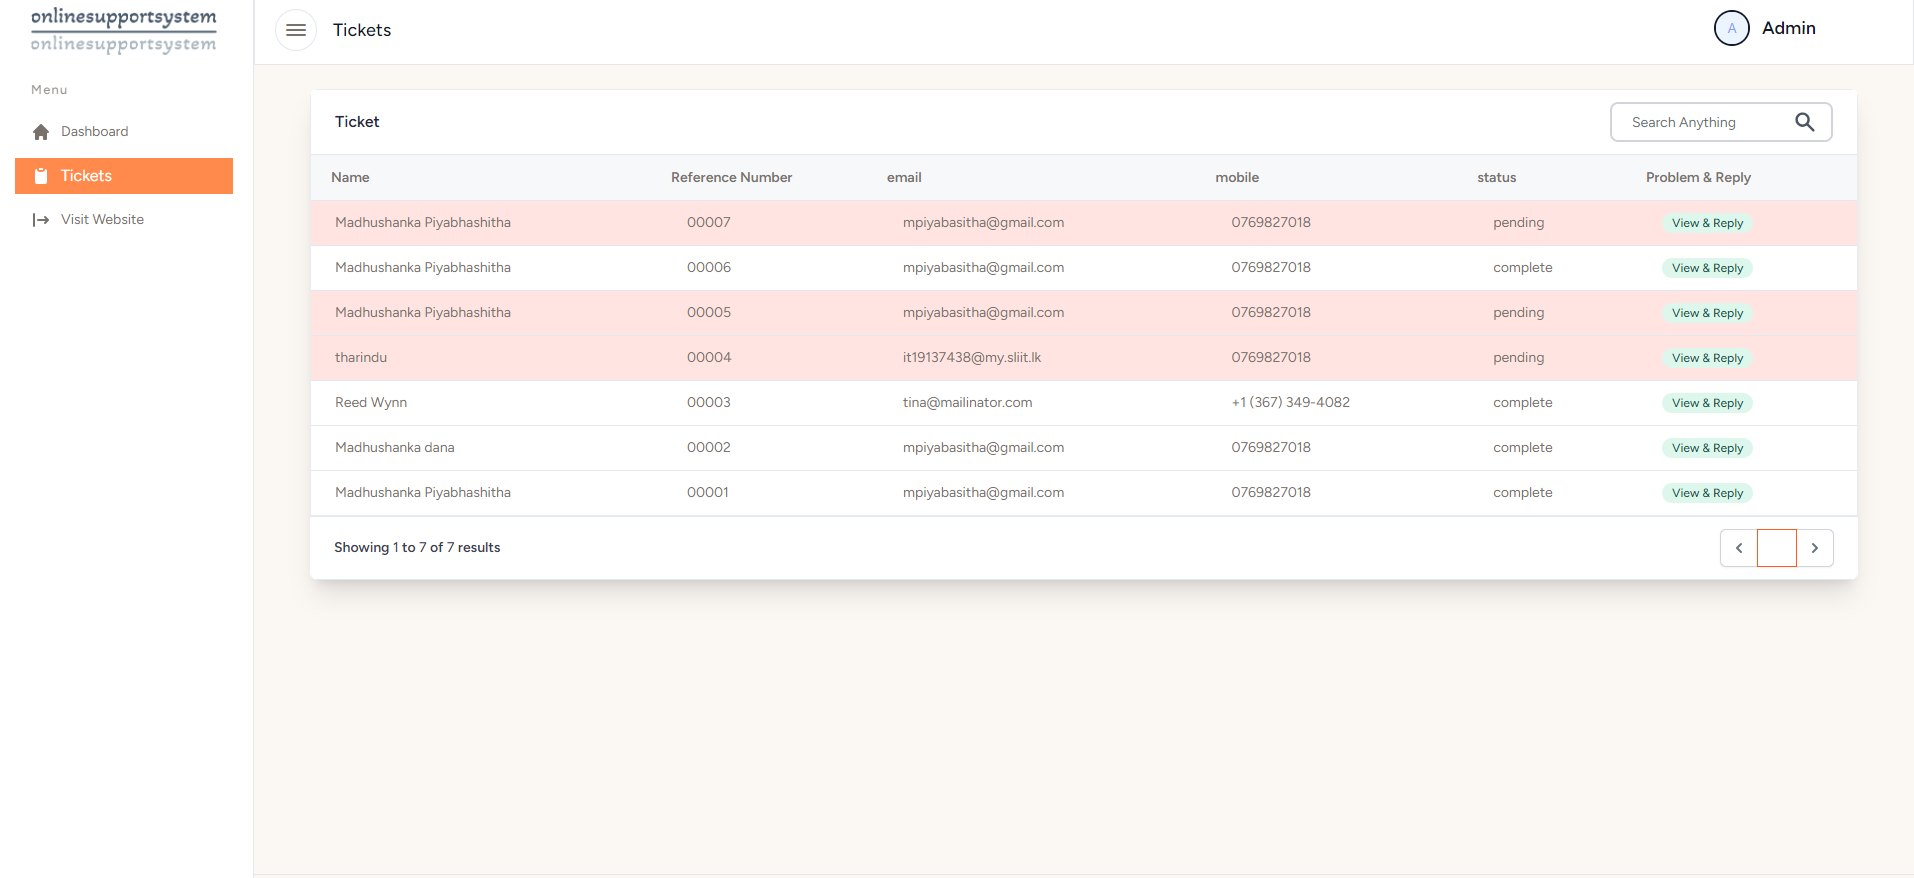 onlinesupportsystem
onlinesupportsystem
Menu
Dashboard
Tickets
Visit Website
Tickets
A Admin
Ticket
Search Anything
Name Reference Number email mobile status Problem & Reply
Madhushanka Piyabhashitha 00007 mpiyabasitha@gmail.com 0769827018 pending View & Reply
Madhushanka Piyabhashitha 00006 mpiyabasitha@gmail.com 0769827018 complete View & Reply
Madhushanka Piyabhashitha 00005 mpiyabasitha@gmail.com 0769827018 pending View & Reply
tharindu 00004 it19137438@my.sliit.lk 0769827018 pending View & Reply
Reed Wynn 00003 tina@mailinator.com +1 (367) 349-4082 complete View & Reply
Madhushanka dana 00002 mpiyabasitha@gmail.com 0769827018 complete View & Reply
Madhushanka Piyabhashitha 00001 mpiyabasitha@gmail.com 0769827018 complete View & Reply
Showing 1 to 7 of 7 results